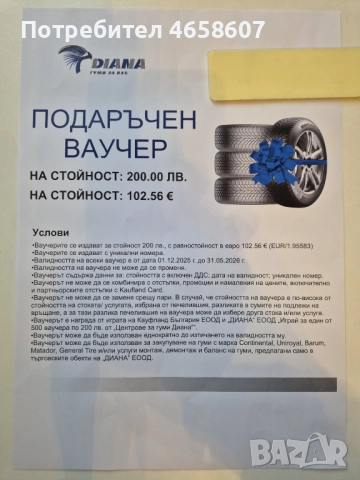 Потребител 4658607
DIANA
ГУМИ ЗА ВАС
ПОДАРЪЧЕН
ВАУЧЕР
НА СТОЙНОСТ: 200.00 ЛВ.
НА СТОЙНОСТ: 102.56 €
Условия
•Ваучерите се издават за стойност 200 лв., с равностойност в евро 102.56 € (EUR/1.95583)
•Ваучерите се издават с уникални номера.
•Валидността на всеки ваучер е от дата 01.12.2025 г. до 31.05.2026 г.
•Валидността на ваучера не може да се променя.
•Ваучерът съдържа данни за: стойността с включен ДДС; дата на валидност; уникален номер.
•Ваучерът не може да се комбинира с отстъпки, промоции и намаления на цените, включително
и партньорските отстъпки с Kaufland Card.
•Ваучерът не може да се заменя срещу пари. В случай, че стойността на ваучера е по-висока от
стойността на стоката/ услугата, избрана от печелившия, разликата в сумите не подлежи на
връщане, а за тази разлика печелившия на ваучера може да избере друга стока и/или услуга.
•Ваучерът е награда от играта на Кауфланд България ЕООД и „ДИАНА" ЕООД „Играй за един от
500 ваучера по 200 лв. от „Центрове за гуми Диана"".
•Ваучерът може да бъде използван еднократно до изтичането на валидността му.
•Ваучерът може да бъде използван за закупуване на гуми с марка Continental, Uniroyal, Barum,
Matador, General Tire и/или услуги монтаж, демонтаж и баланс на гуми, предлагани само в
търговските обекти на „ДИАНА" ЕООД.
BAZAR
bg